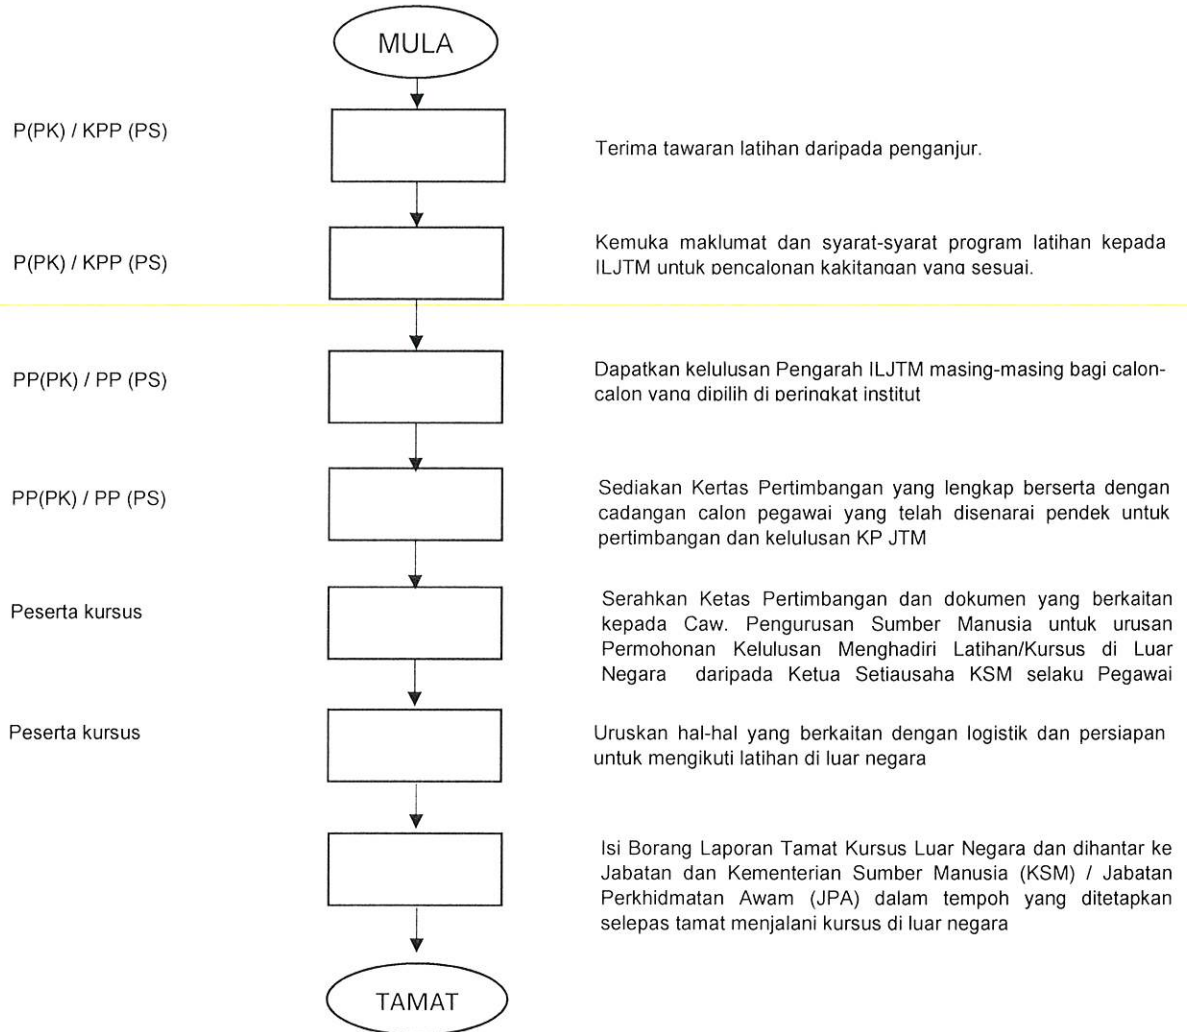 MULA
P(PK) / KPP (PS)
Terima tawaran latihan daripada penganjur.
P(PK) / KPP (PS)
Kemuka maklumat dan syarat-syarat program latihan kepada
ILJTM untuk pencalonan kakitangan yang sesuai.
PP(PK) / PP (PS)
Dapatkan kelulusan Pengarah ILJTM masing-masing bagi calon-
calon yang dipilih di peringkat institut
PP(PK) / PP (PS)
Sediakan Kertas Pertimbangan yang lengkap berserta dengan
cadangan calon pegawai yang telah disenarai pendek untuk
pertimbangan dan kelulusan KP JTM
Peserta kursus
Serahkan Ketas Pertimbangan dan dokumen yang berkaitan
kepada Caw. Pengurusan Sumber Manusia untuk urusan
Permohonan Kelulusan Menghadiri Latihan/Kursus di Luar
Negara daripada Ketua Setiausaha KSM selaku Pegawai
Peserta kursus
Uruskan hal-hal yang berkaitan dengan logistik dan persiapan
untuk mengikuti latihan di luar negara
Isi Borang Laporan Tamat Kursus Luar Negara dan dihantar ke
Jabatan dan Kementerian Sumber Manusia (KSM) / Jabatan
Perkhidmatan Awam (JPA) dalam tempoh yang ditetapkan
selepas tamat menjalani kursus di luar negara
TAMAT